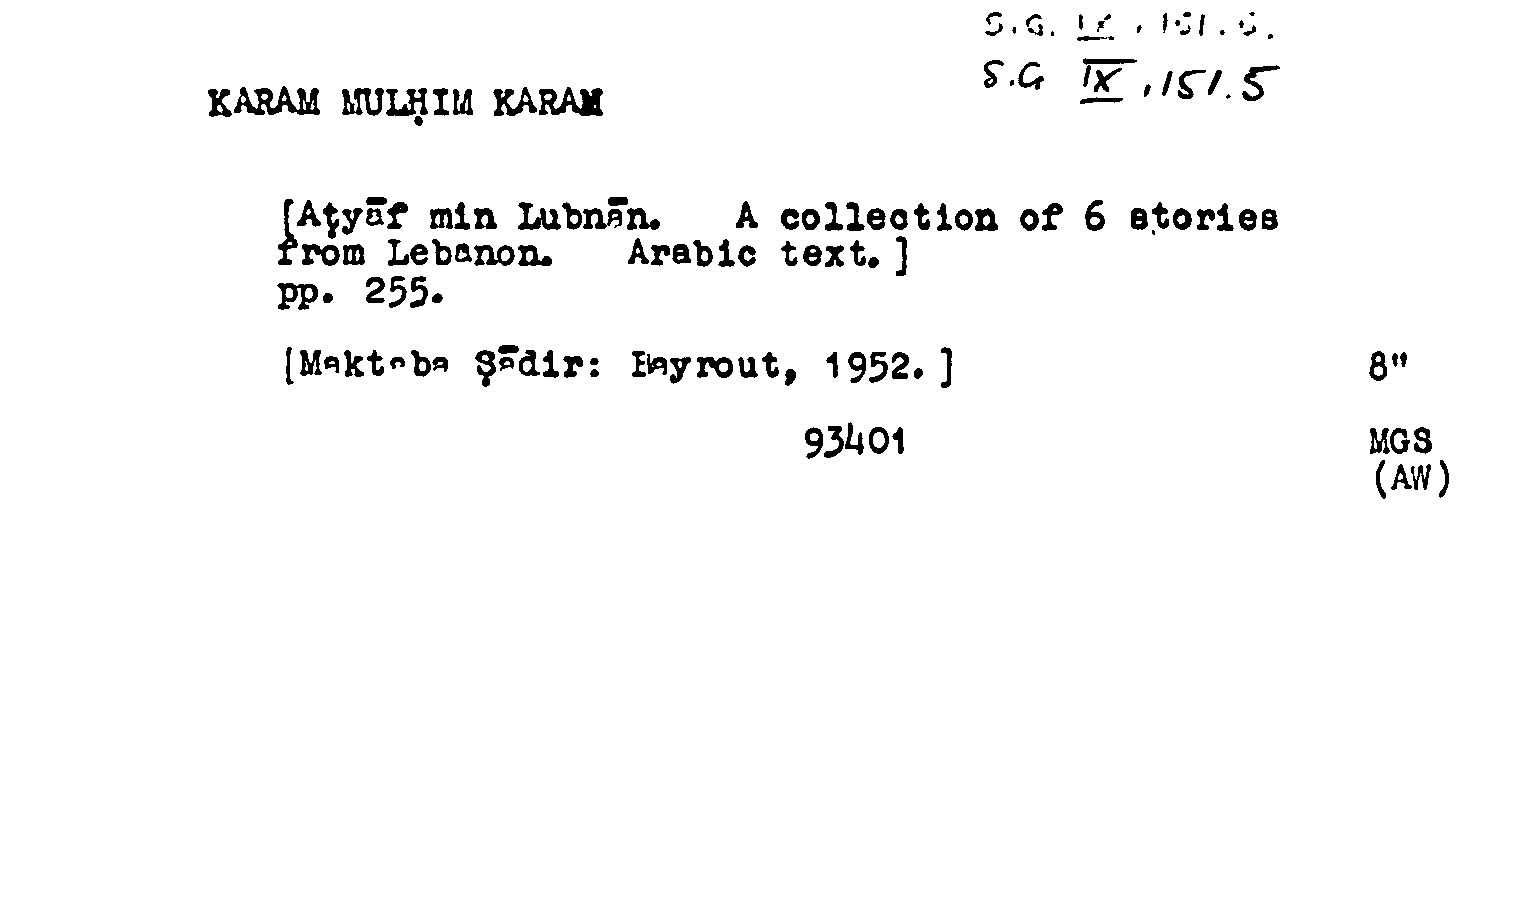 S.G. IX . 151.5.
S.G IX . 151.5
KARAM MULḤIM KARAM
[Aṭyāf min Lubnān. A collection of 6 stories
from Lebanon. Arabic text.]
pp. 255.
[Maktaba Ṣādir: Bayrout, 1952.] 8"
93401 MGS
(AW)